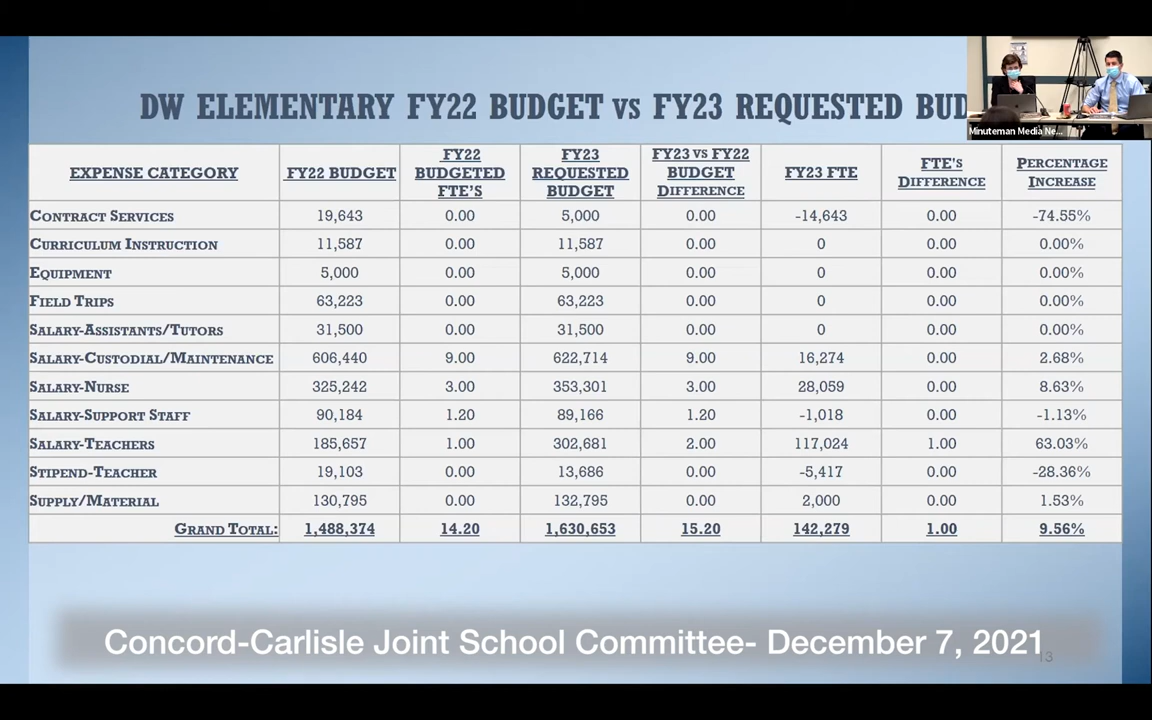 DW ELEMENTARY FY22 BUDGET vs FY23 REQUESTED BUD
Minuteman Media Ne...
EXPENSE CATEGORY FY22 BUDGET FY22 BUDGETED FTE'S FY23 REQUESTED BUDGET FY23 VS FY22 BUDGET DIFFERENCE FY23 FTE FTE'S DIFFERENCE PERCENTAGE INCREASE
CONTRACT SERVICES 19,643 0.00 5,000 0.00 -14,643 0.00 -74.55%
CURRICULUM INSTRUCTION 11,587 0.00 11,587 0.00 0 0.00 0.00%
EQUIPMENT 5,000 0.00 5,000 0.00 0 0.00 0.00%
FIELD TRIPS 63,223 0.00 63,223 0.00 0 0.00 0.00%
SALARY-ASSISTANTS/TUTORS 31,500 0.00 31,500 0.00 0 0.00 0.00%
SALARY-CUSTODIAL/MAINTENANCE 606,440 9.00 622,714 9.00 16,274 0.00 2.68%
SALARY-NURSE 325,242 3.00 353,301 3.00 28,059 0.00 8.63%
SALARY-SUPPORT STAFF 90,184 1.20 89,166 1.20 -1,018 0.00 -1.13%
SALARY-TEACHERS 185,657 1.00 302,681 2.00 117,024 1.00 63.03%
STIPEND-TEACHER 19,103 0.00 13,686 0.00 -5,417 0.00 -28.36%
SUPPLY/MATERIAL 130,795 0.00 132,795 0.00 2,000 0.00 1.53%
GRAND TOTAL: 1,488,374 14.20 1,630,653 15.20 142,279 1.00 9.56%
Concord-Carlisle Joint School Committee- December 7, 2021
13